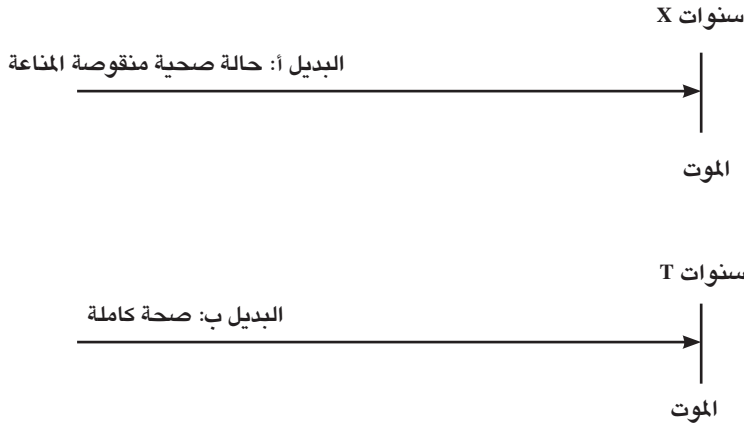 سنوات X
البديل أ: حالة صحية منقوصة المناعة
الموت
سنوات T
البديل ب: صحة كاملة
الموت